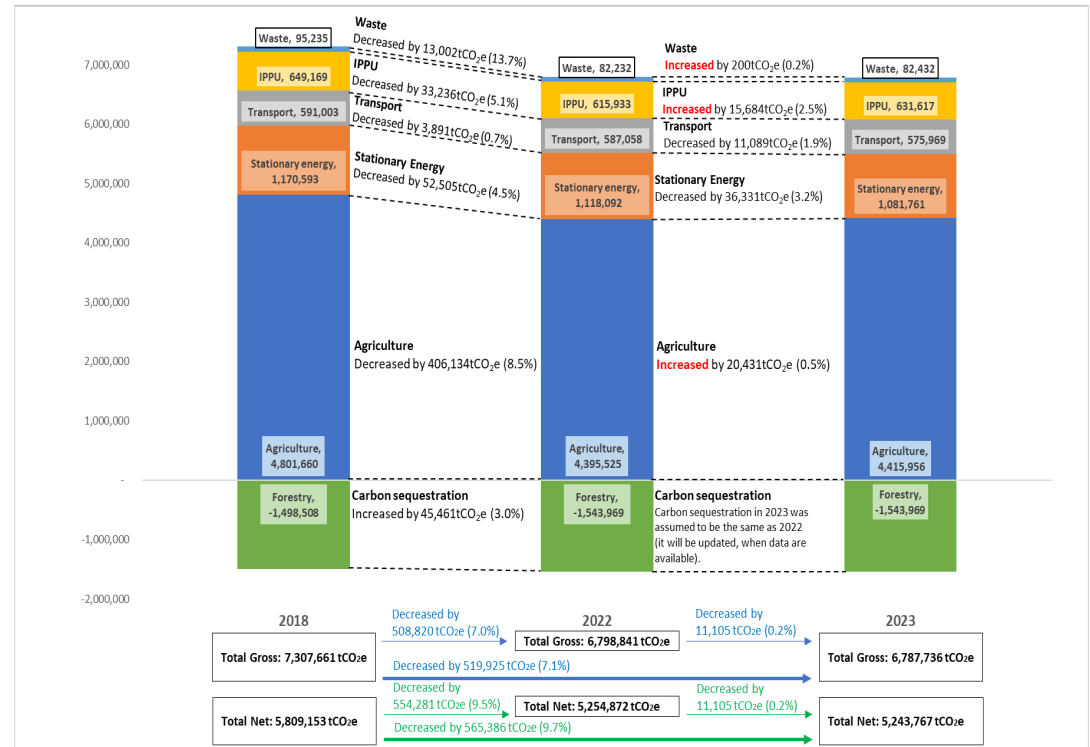 7,000,000
6,000,000
5,000,000
4,000,000
3,000,000
2,000,000
1,000,000
-
-1,000,000
-2,000,000
Waste, 95,235
IPPU, 649,169
Transport, 591,003
Stationary energy,
1,170,593
Agriculture,
4,801,660
Forestry,
-1,498,508
Waste
Decreased by 13,002tCO2e (13.7%)
IPPU
Decreased by 33,236tCO2e (5.1%)
Transport
Decreased by 3,891tCO2e (0.7%)
Stationary Energy
Decreased by 52,505tCO2e (4.5%)
Agriculture
Decreased by 406,134tCO2e (8.5%)
Carbon sequestration
Increased by 45,461tCO2e (3.0%)
Waste, 82,232
IPPU, 615,933
Transport, 587,058
Stationary energy,
1,118,092
Agriculture,
4,395,525
Forestry,
-1,543,969
Waste
Increased by 200tCO2e (0.2%)
IPPU
Increased by 15,684tCO2e (2.5%)
Transport
Decreased by 11,089tCO2e (1.9%)
Stationary Energy
Decreased by 36,331tCO2e (3.2%)
Agriculture
Increased by 20,431tCO2e (0.5%)
Carbon sequestration
Carbon sequestration in 2023 was
assumed to be the same as 2022
(it will be updated, when data are
available).
Waste, 82,432
IPPU, 631,617
Transport, 575,969
Stationary energy,
1,081,761
Agriculture,
4,415,956
Forestry,
-1,543,969
2018
2022
2023
Decreased by
508,820 tCO2e (7.0%)
Decreased by
11,105 tCO2e (0.2%)
Total Gross: 7,307,661 tCO2e
Total Gross: 6,798,841 tCO2e
Total Gross: 6,787,736 tCO2e
Decreased by 519,925 tCO2e (7.1%)
Decreased by
554,281 tCO2e (9.5%)
Decreased by
11,105 tCO2e (0.2%)
Total Net: 5,809,153 tCO2e
Total Net: 5,254,872 tCO2e
Total Net: 5,243,767 tCO2e
Decreased by 565,386 tCO2e (9.7%)